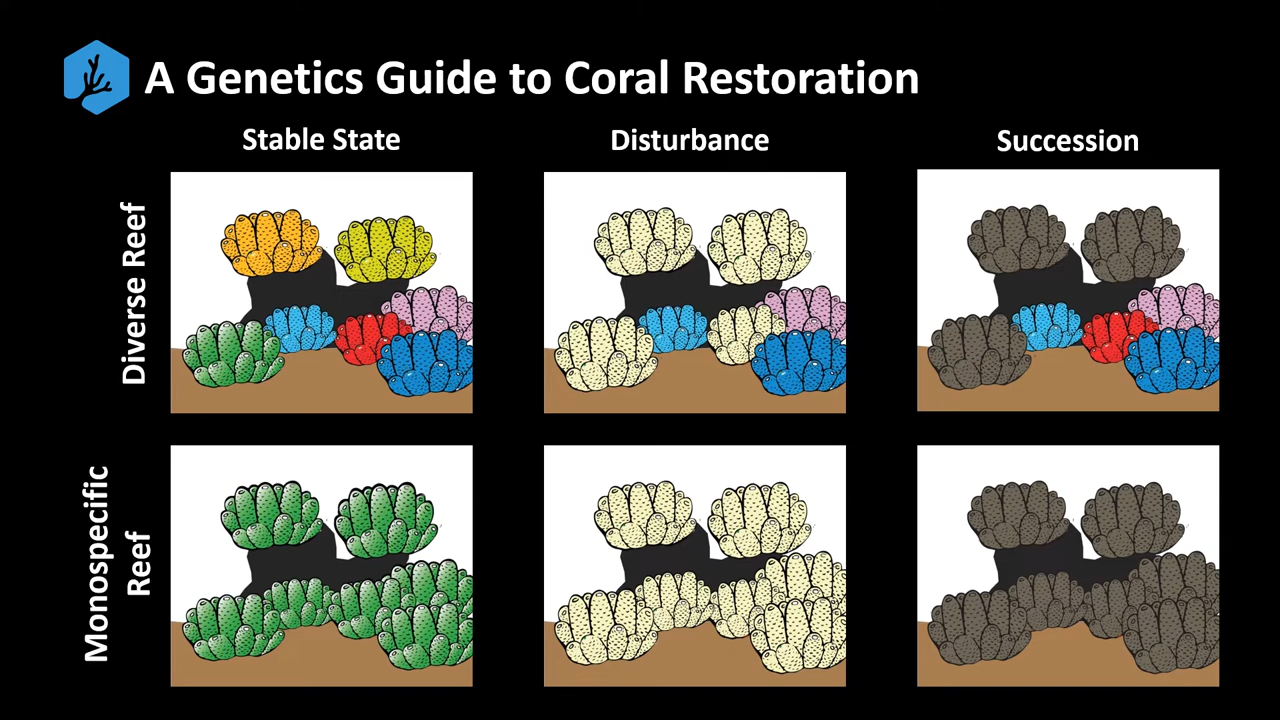 A Genetics Guide to Coral Restoration
Stable State
Disturbance
Succession
Diverse Reef
Monospecific
Reef